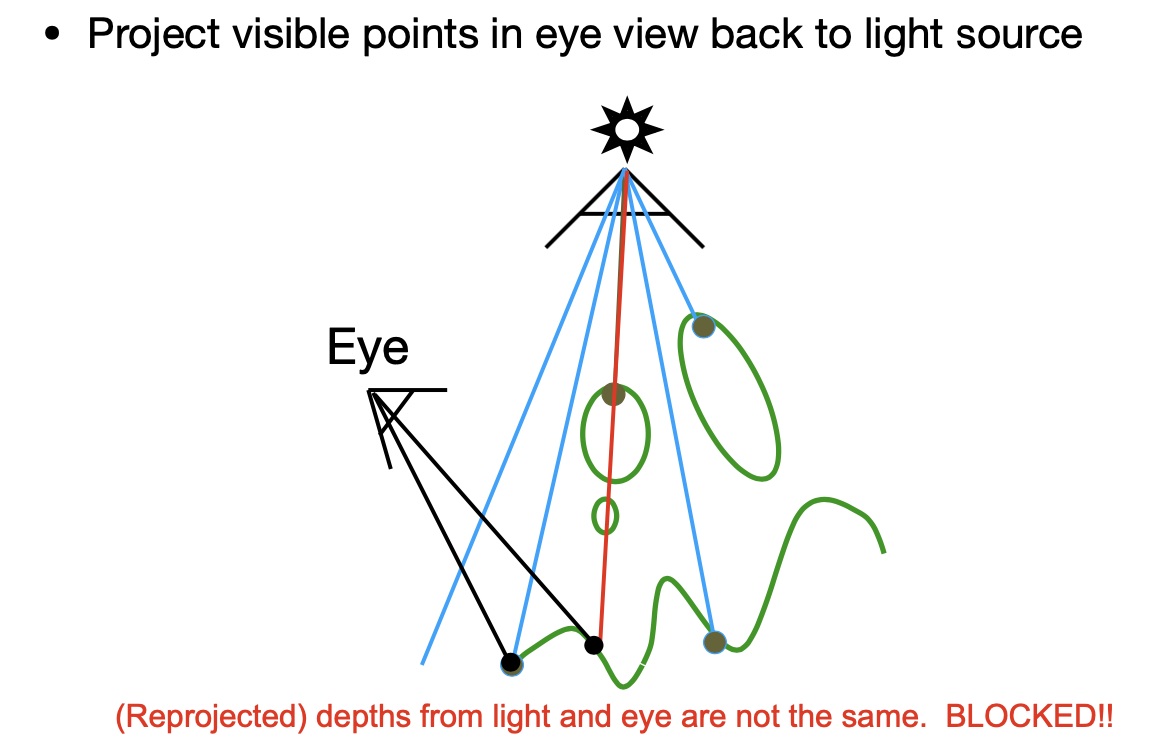 • Project visible points in eye view back to light source
Eye
(Reprojected) depths from light and eye are not the same. BLOCKED!!